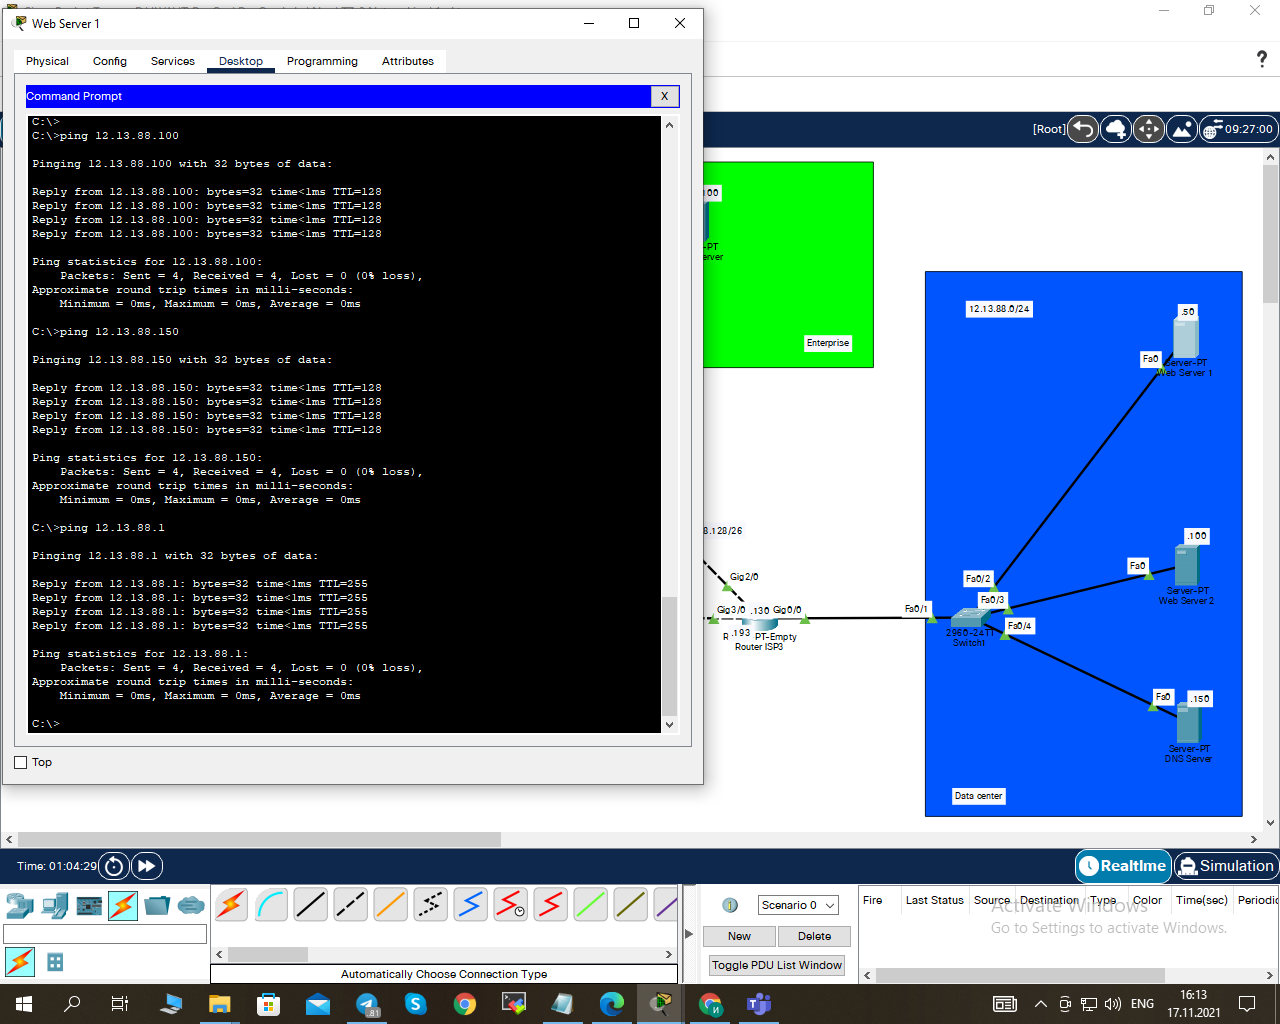 Web Server 1
Physical
Config
Services
Desktop
Programming
Attributes
Command Prompt
X
C:\>
C:\>ping 12.13.88.100
Pinging 12.13.88.100 with 32 bytes of data:
Reply from 12.13.88.100: bytes=32 time<1ms TTL=128
Reply from 12.13.88.100: bytes=32 time<1ms TTL=128
Reply from 12.13.88.100: bytes=32 time<1ms TTL=128
Reply from 12.13.88.100: bytes=32 time<1ms TTL=128
Ping statistics for 12.13.88.100:
Packets: Sent = 4, Received = 4, Lost = 0 (0% loss),
Approximate round trip times in milli-seconds:
Minimum = 0ms, Maximum = 0ms, Average = 0ms
C:\>ping 12.13.88.150
Pinging 12.13.88.150 with 32 bytes of data:
Reply from 12.13.88.150: bytes=32 time<1ms TTL=128
Reply from 12.13.88.150: bytes=32 time<1ms TTL=128
Reply from 12.13.88.150: bytes=32 time<1ms TTL=128
Reply from 12.13.88.150: bytes=32 time<1ms TTL=128
Ping statistics for 12.13.88.150:
Packets: Sent = 4, Received = 4, Lost = 0 (0% loss),
Approximate round trip times in milli-seconds:
Minimum = 0ms, Maximum = 0ms, Average = 0ms
C:\>ping 12.13.88.1
Pinging 12.13.88.1 with 32 bytes of data:
Reply from 12.13.88.1: bytes=32 time<1ms TTL=255
Reply from 12.13.88.1: bytes=32 time<1ms TTL=255
Reply from 12.13.88.1: bytes=32 time<1ms TTL=255
Reply from 12.13.88.1: bytes=32 time<1ms TTL=255
Ping statistics for 12.13.88.1:
Packets: Sent = 4, Received = 4, Lost = 0 (0% loss),
Approximate round trip times in milli-seconds:
Minimum = 0ms, Maximum = 0ms, Average = 0ms
C:\>
Top
?
[Root]
09:27:00
100
-PT
erver
Enterprise
12.13.88.0/24
.50
Fa0
Server-PT
Web Server 1
.100
Fa0
Server-PT
Web Server 2
8.128/26
Gig2/0
Gig3/0
.130
Gig0/0
.193
R
PT-Empty
Router ISP3
Fa0/1
Fa0/2
Fa0/3
Fa0/4
2960-24TT
Switch1
Fa0
.150
Server-PT
DNS Server
Data center
Time: 01:04:29
Realtime
Simulation
Automatically Choose Connection Type
Scenario 0
New
Delete
Toggle PDU List Window
Fire
Last Status
Source
Destination
Type
Color
Time(sec)
Periodic
Activate Windows
Go to Settings to activate Windows.
.81
ENG
16:13
17.11.2021